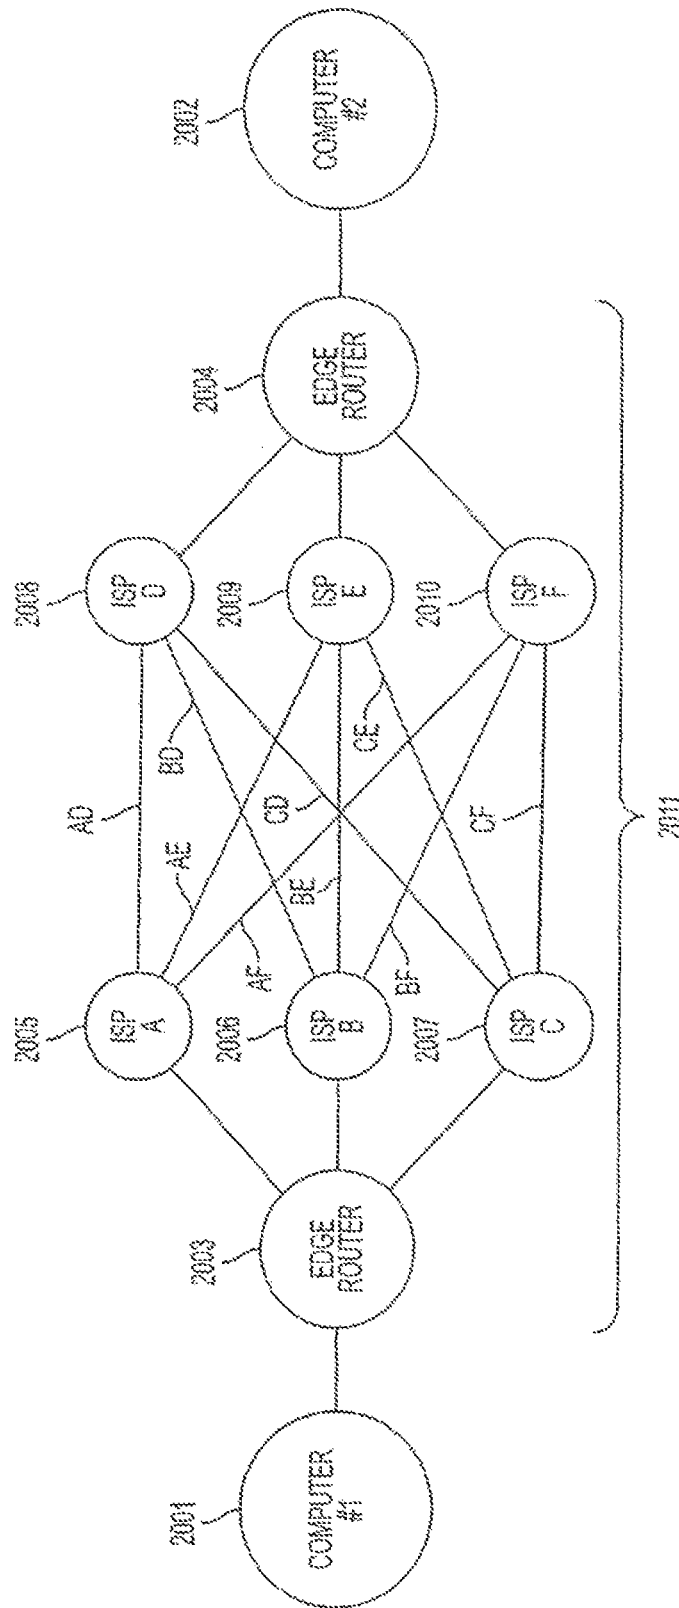 2001
COMPUTER
#1
2003
EDGE
ROUTER
2005
ISP
A
2006
ISP
B
2007
ISP
C
AD
AE
AF
BD
BE
BF
CD
CE
CF
2008
ISP
D
2009
ISP
E
2010
ISP
F
2004
EDGE
ROUTER
2002
COMPUTER
#2
2011